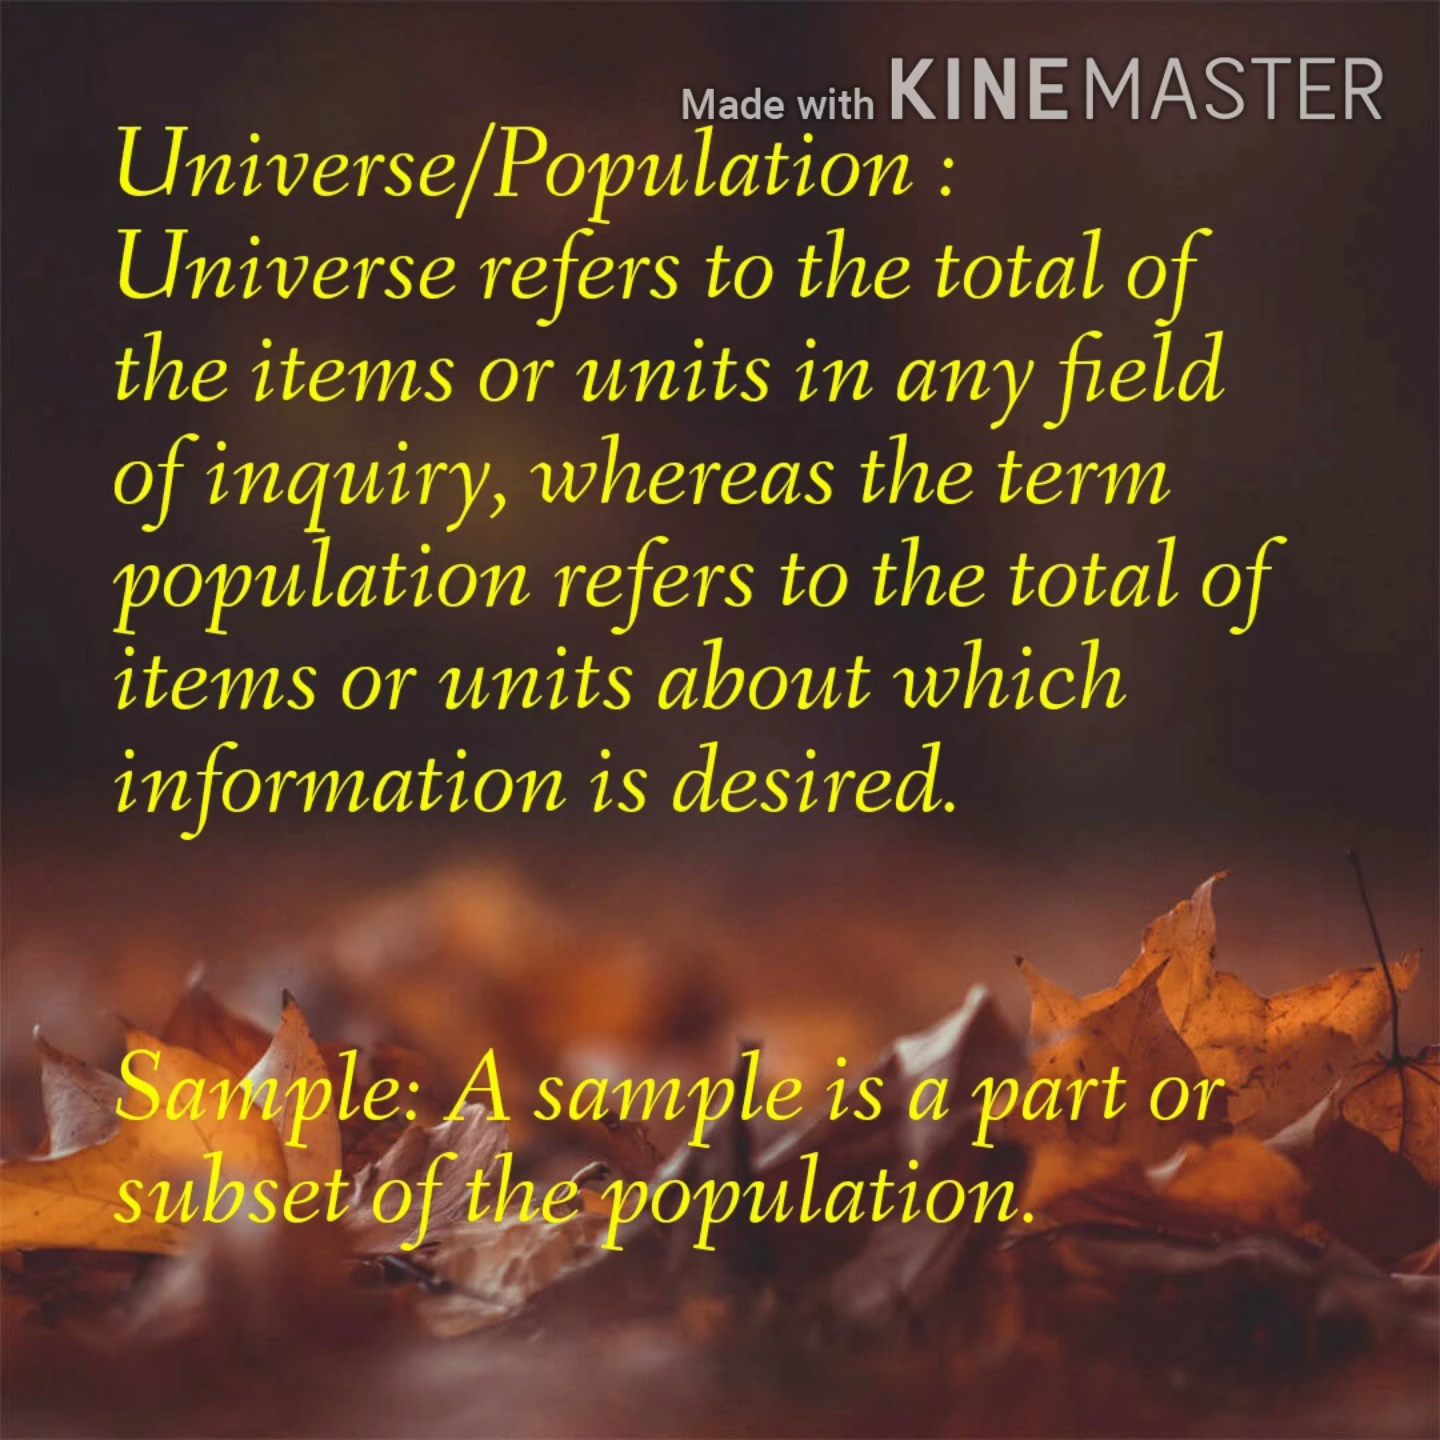 Made with KINEMASTER
Universe/Population :
Universe refers to the total of
the items or units in any field
of inquiry, whereas the term
population refers to the total of
items or units about which
information is desired.
Sample: A sample is a part or
subset of the population.